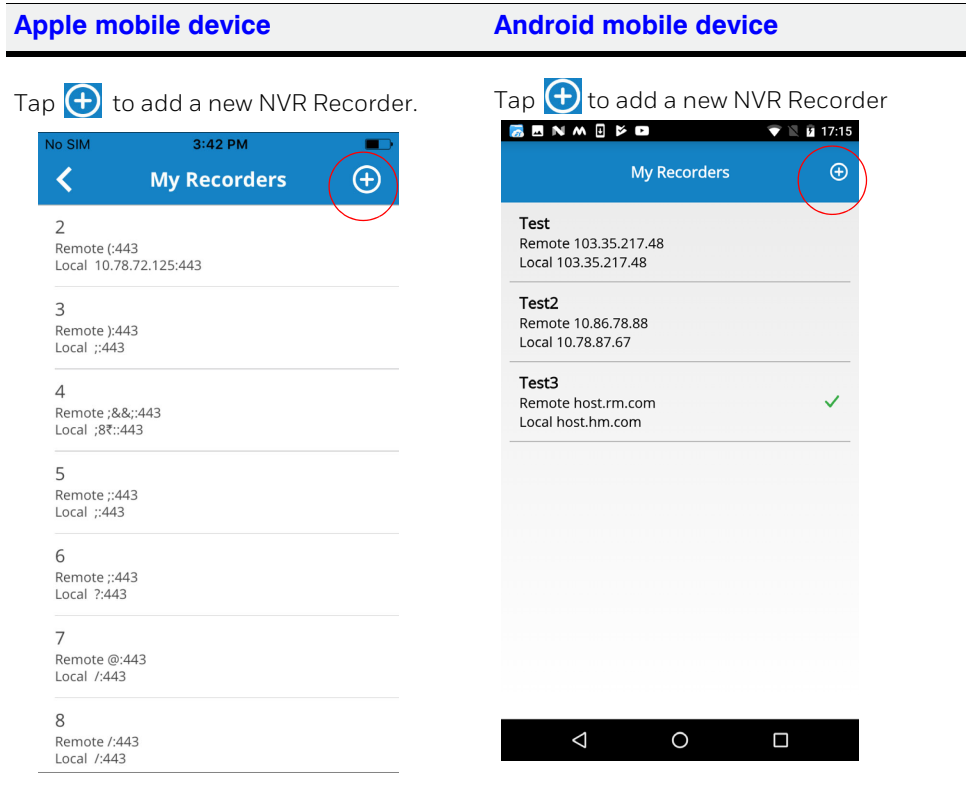 Apple mobile device
Android mobile device
Tap to add a new NVR Recorder.
No SIM 3:42 PM
My Recorders
2
Remote (:443
Local 10.78.72.125:443
3
Remote ):443
Local ;:443
4
Remote ;&&;:443
Local ;8₹::443
5
Remote ;:443
Local ;:443
6
Remote ;:443
Local ?:443
7
Remote @:443
Local /:443
8
Remote /:443
Local /:443
Tap to add a new NVR Recorder
17:15
My Recorders
Test
Remote 103.35.217.48
Local 103.35.217.48
Test2
Remote 10.86.78.88
Local 10.78.87.67
Test3
Remote host.rm.com
Local host.hm.com